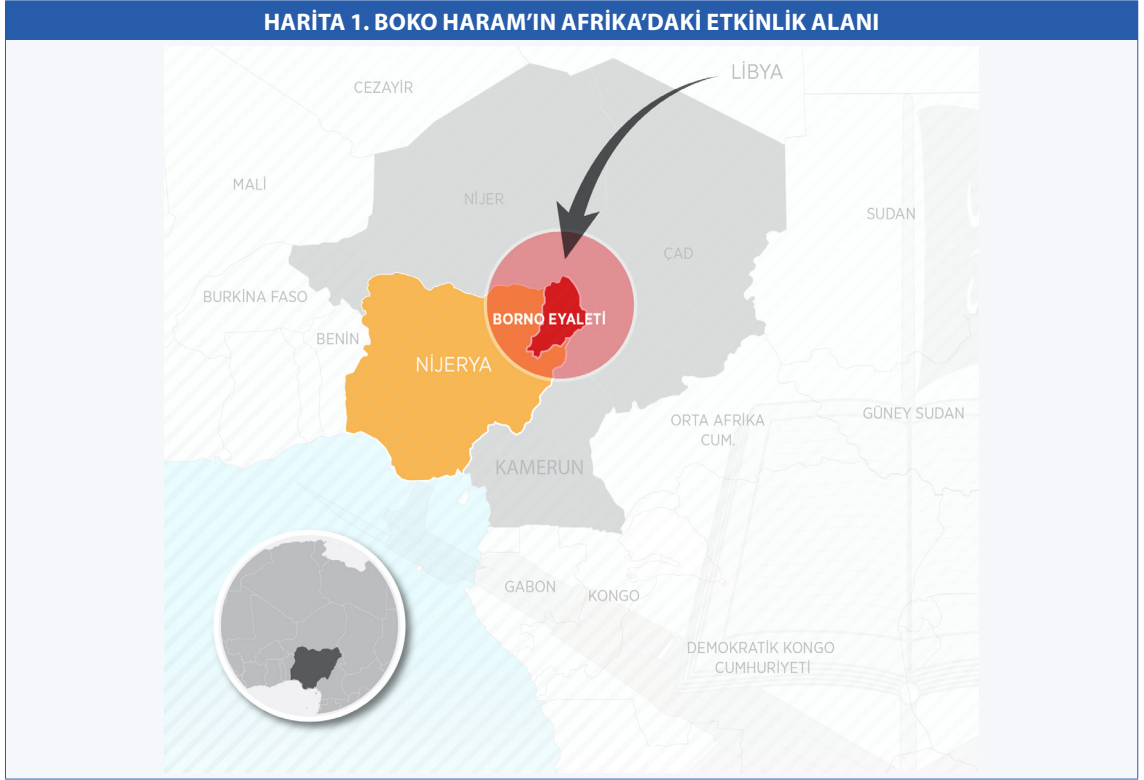 HARİTA 1. BOKO HARAM'IN AFRİKA'DAKİ ETKİNLİK ALANI
LİBYA
CEZAYİR
MALİ
NİJER
SUDAN
ÇAD
BURKİNA FASO
BORNO EYALETİ
BENİN
NİJERYA
GÜNEY SUDAN
ORTA AFRİKA
CUM.
KAMERUN
GABON
KONGO
DEMOKRATİK KONGO
CUMHURİYETİ